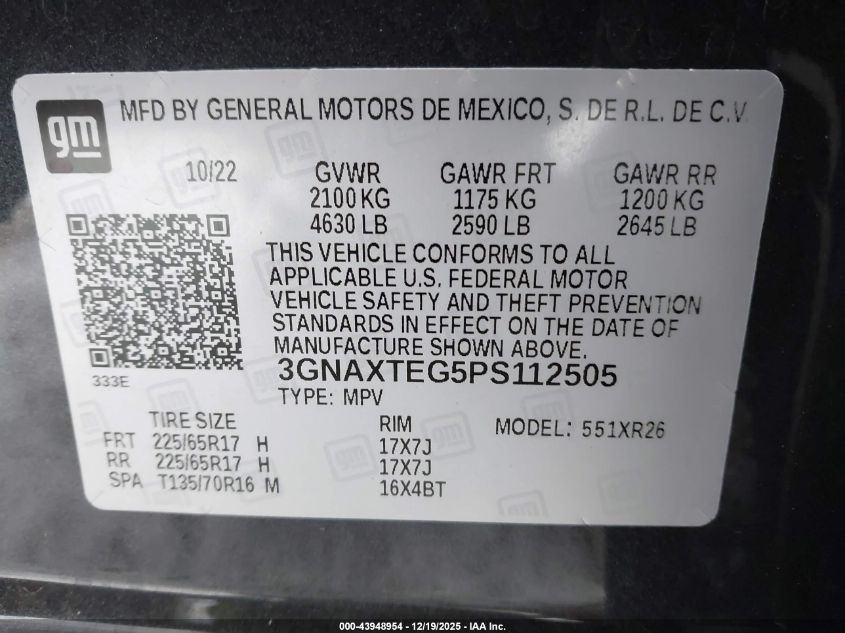 gm
MFD BY GENERAL MOTORS DE MEXICO, S. DE R.L. DE C.V.
10/22 GVWR GAWR FRT GAWR RR
2100 KG 1175 KG 1200 KG
4630 LB 2590 LB 2645 LB
THIS VEHICLE CONFORMS TO ALL
APPLICABLE U.S. FEDERAL MOTOR
VEHICLE SAFETY AND THEFT PREVENTION
STANDARDS IN EFFECT ON THE DATE OF
MANUFACTURE SHOWN ABOVE.
333E
3GNAXTEG5PS112505
TYPE: MPV
TIRE SIZE RIM MODEL: 551XR26
FRT 225/65R17 H 17X7J
RR 225/65R17 H 17X7J
SPA T135/70R16 M 16X4BT
000-43948954 - 12/19/2025 - IAA Inc.